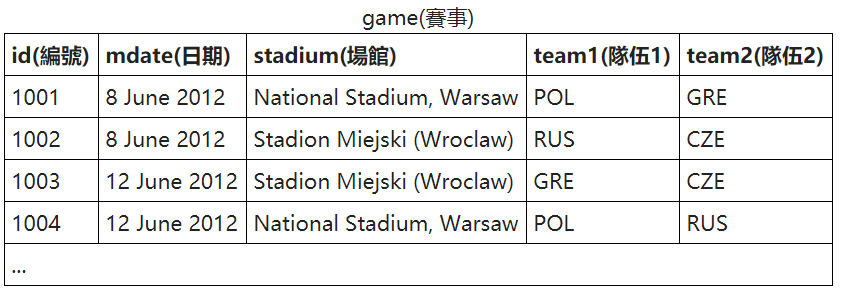 game(賽事)
id(編號) mdate(日期) stadium(場館) team1(隊伍1) team2(隊伍2)
1001 8 June 2012 National Stadium, Warsaw POL GRE
1002 8 June 2012 Stadion Miejski (Wroclaw) RUS CZE
1003 12 June 2012 Stadion Miejski (Wroclaw) GRE CZE
1004 12 June 2012 National Stadium, Warsaw POL RUS
...